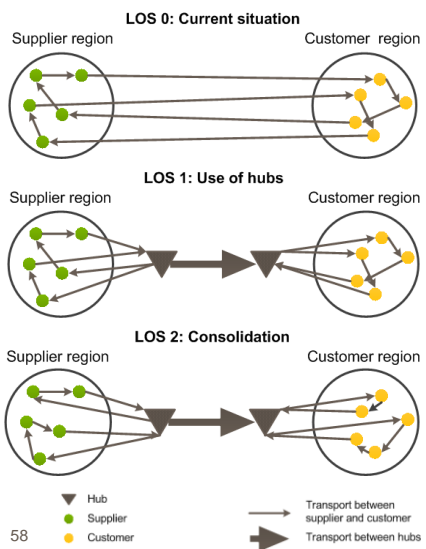 LOS 0: Current situation
Supplier region
Customer region
LOS 1: Use of hubs
Supplier region
Customer region
LOS 2: Consolidation
Supplier region
Customer region
Hub
Supplier
Customer
Transport between
supplier and customer
Transport between hubs
58